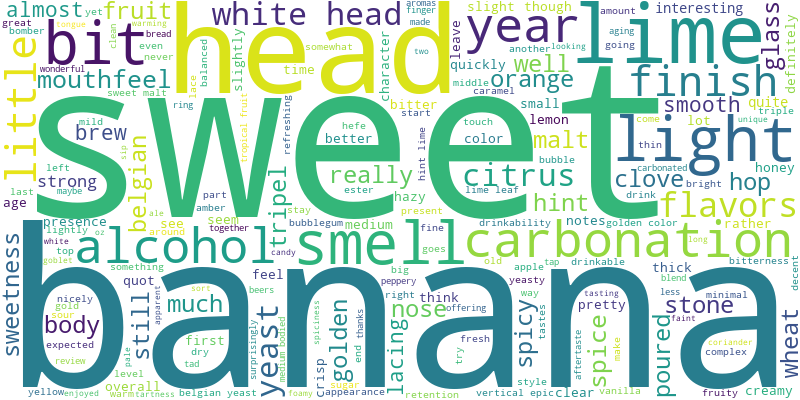 almost yet fruit
great
bomber
white head
aromas
finger
made
year
slight though
amount
interesting
aging
going
warming
tongue
clean
bread
even
never
wonderful
bit
head
lime
glass
definitely
balanced
slightly
somewhat
time
character
two
leave
another
looking
quickly
well
orange
finish
little
mouthfeel
sweet malt
lace
bitter
middle
caramel
small
smooth
quite
ring
tropical fruit
refreshing
start
lemon
come
triple
unique
lot
sweet
mild
brew
sip
hefe
better
touch
color
hint lime
malt
thin
light
left
maybe
last
age
strong
belgian
really
ester
citrus
bubble
lime leaf
carbonated
clove
bright
hop
honey
drink
part
amber
hazy
hint
flavors
presence
ale
see
around
seem
together
tripel
stay
bubblegum
medium
present
fine
drinkability
notes
golden color
rather
lightly
oz
white
top
goblet
alcohol
smell
carbonation
long
candy
goes
something
feel
big
peppery
old
apple
tap
drinkable
thick
bitterness
decent
sweetness
banana
nicely
gold
sour
quot
apparent
sort
beers
right
think
yeasty
way
tasting
pretty
blend
less
minimal
stone
faint
body
expected
review
still
much
first
dry
tad
surprisingly
yeast
medium bodied
spiciness
golden
end
thanks
lacing
nose
offering
fresh
try
spicy
tastes
aftertaste
spice
make
poured
coriander
complex
wheat
level
pale
overall
crisp
sugar
style
vanilla
fruity
creamy
yellow
enjoyed
warm
tartness
belgian yeast
foamy
appearance
retention
vertical epic
clear